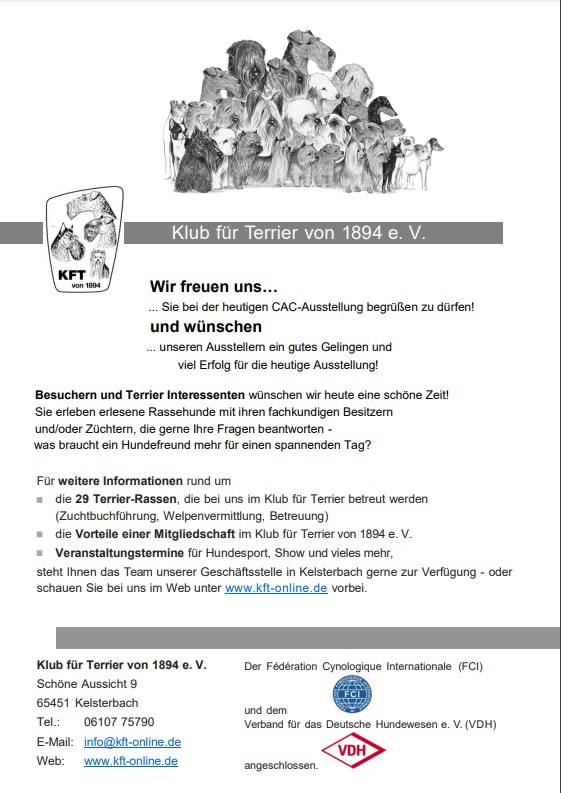 Klub für Terrier von 1894 e. V.
KFT
von 1894
Wir freuen uns…
... Sie bei der heutigen CAC-Ausstellung begrüßen zu dürfen!
und wünschen
... unseren Ausstellern ein gutes Gelingen und
viel Erfolg für die heutige Ausstellung!
Besuchern und Terrier Interessenten wünschen wir heute eine schöne Zeit!
Sie erleben erlesene Rassehunde mit ihren fachkundigen Besitzern
und/oder Züchtern, die gerne Ihre Fragen beantworten -
was braucht ein Hundefreund mehr für einen spannenden Tag?
Für weitere Informationen rund um
die 29 Terrier-Rassen, die bei uns im Klub für Terrier betreut werden
(Zuchtbuchführung, Welpenvermittlung, Betreuung)
die Vorteile einer Mitgliedschaft im Klub für Terrier von 1894 e. V.
Veranstaltungstermine für Hundesport, Show und vieles mehr,
steht Ihnen das Team unserer Geschäftsstelle in Kelsterbach gerne zur Verfügung - oder
schauen Sie bei uns im Web unter www.kft-online.de vorbei.
Klub für Terrier von 1894 e. V.
Schöne Aussicht 9
65451 Kelsterbach
Tel.: 06107 75790
E-Mail: info@kft-online.de
Web: www.kft-online.de
Der Fédération Cynologique Internationale (FCI)
FCI
und dem
Verband für das Deutsche Hundewesen e. V. (VDH)
VDH
angeschlossen.